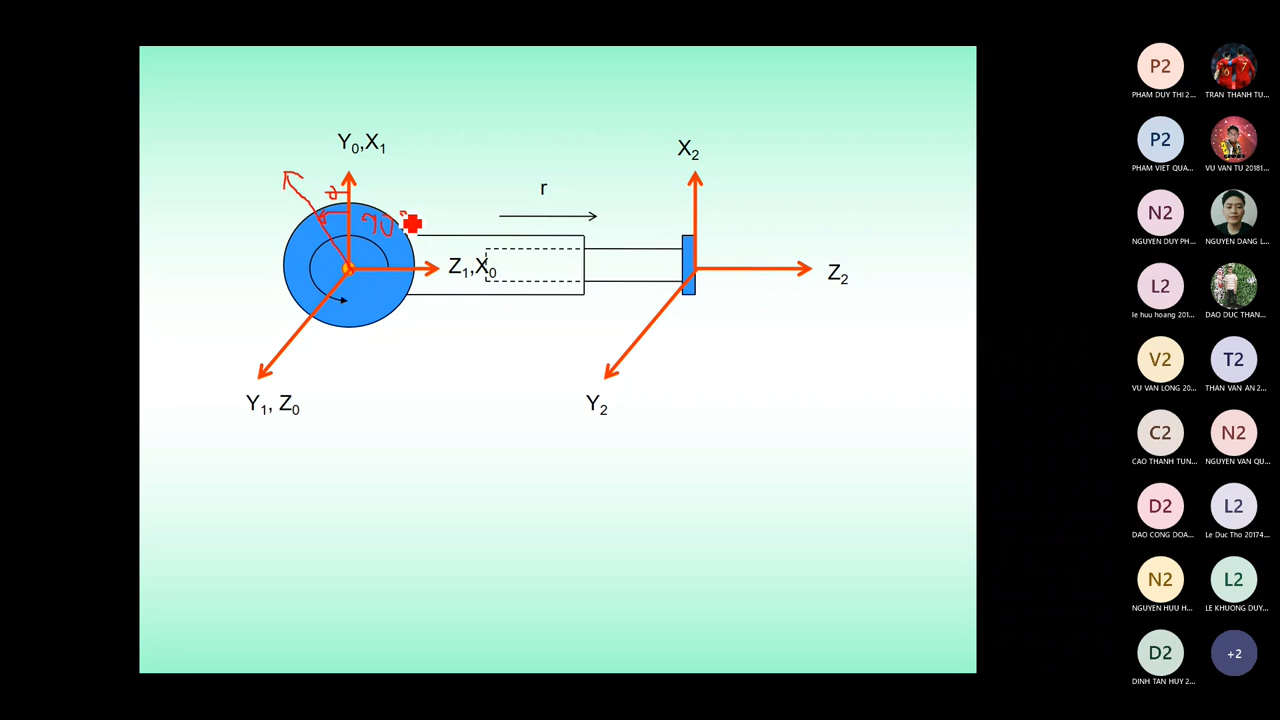 Y0,X1
X2
r
90°
Z1,X0
Z2
Y1, Z0
Y2
P2
PHAM DUY THI 2...
TRAN THANH TU...
P2
PHAM VIET QUA...
VU VAN TU 20181...
N2
NGUYEN DUY PH...
NGUYEN DANG L...
L2
le huu hoang 201...
DAO DUC THAN...
V2
T2
VU VAN LONG 20...
THAN VAN AN 2...
C2
N2
CAO THANH TUN...
NGUYEN VAN QU...
D2
L2
DAO CONG DOA...
Le Duc Tho 20174...
N2
L2
NGUYEN HUU H...
LE KHUONG DUY...
D2
+2
DINH TAN HUY 2...